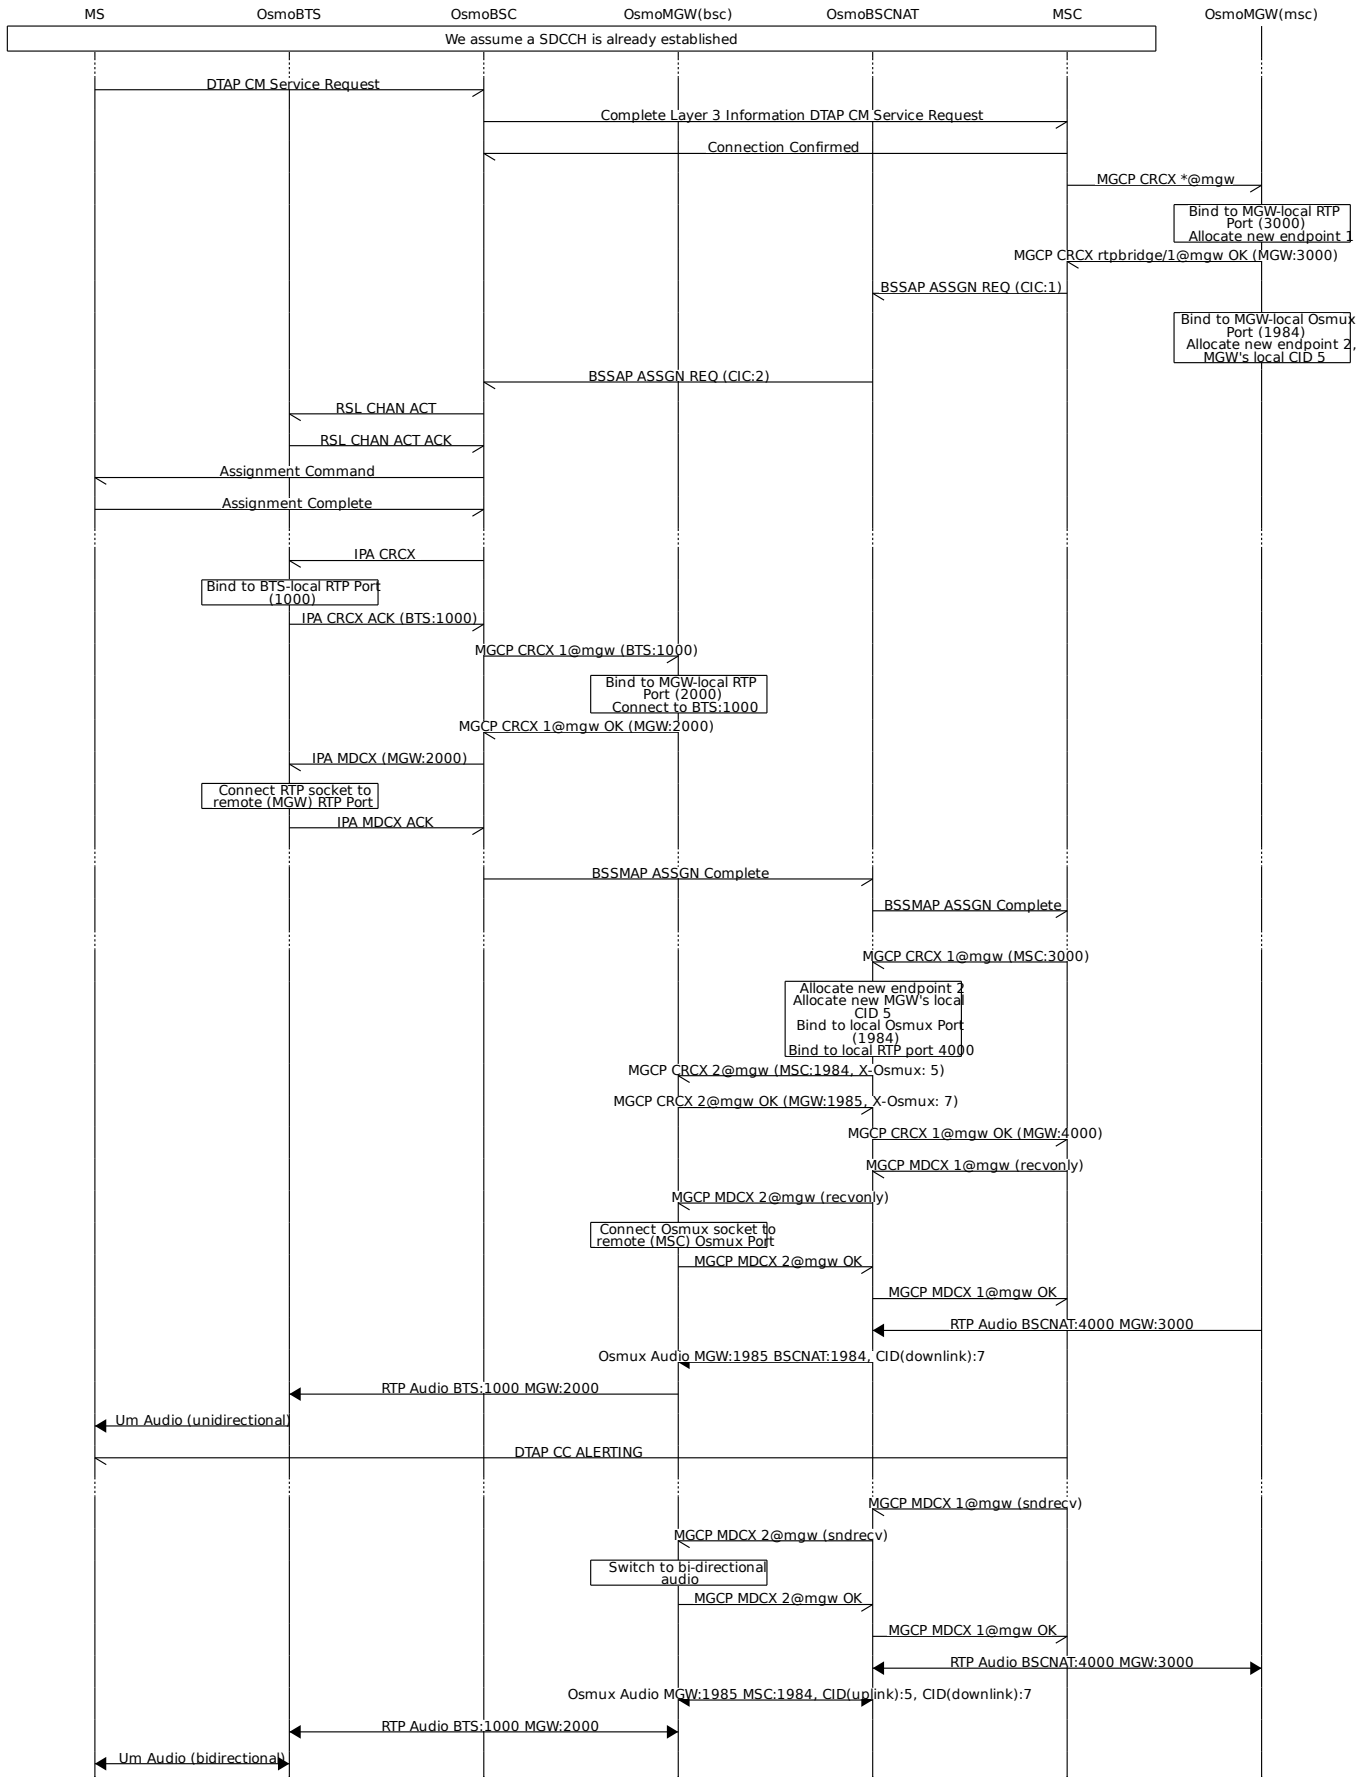 MS OsmoBTS OsmoBSC OsmoMGW(bsc) OsmoBSCNAT MSC OsmoMGW(msc)
We assume a SDCCH is already established
DTAP CM Service Request
Complete Layer 3 Information DTAP CM Service Request
Connection Confirmed
MGCP CRCX *@mgw
Bind to MGW-local RTP
Port (3000)
Allocate new endpoint 1
MGCP CRCX rtpbridge/1@mgw OK (MGW:3000)
BSSAP ASSGN REQ (CIC:1)
Bind to MGW-local Osmux
Port (1984)
Allocate new endpoint 2,
MGW's local CID 5
BSSAP ASSGN REQ (CIC:2)
RSL CHAN ACT
RSL CHAN ACT ACK
Assignment Command
Assignment Complete
IPA CRCX
Bind to BTS-local RTP Port
(1000)
IPA CRCX ACK (BTS:1000)
MGCP CRCX 1@mgw (BTS:1000)
Bind to MGW-local RTP
Port (2000)
Connect to BTS:1000
MGCP CRCX 1@mgw OK (MGW:2000)
IPA MDCX (MGW:2000)
Connect RTP socket to
remote (MGW) RTP Port
IPA MDCX ACK
BSSMAP ASSGN Complete
BSSMAP ASSGN Complete
MGCP CRCX 1@mgw (MSC:3000)
Allocate new endpoint 2
Allocate new MGW's local
CID 5
Bind to local Osmux Port
(1984)
Bind to local RTP port 4000
MGCP CRCX 2@mgw (MSC:1984, X-Osmux: 5)
MGCP CRCX 2@mgw OK (MGW:1985, X-Osmux: 7)
MGCP CRCX 1@mgw OK (MGW:4000)
MGCP MDCX 1@mgw (recvonly)
MGCP MDCX 2@mgw (recvonly)
Connect Osmux socket to
remote (MSC) Osmux Port
MGCP MDCX 2@mgw OK
MGCP MDCX 1@mgw OK
RTP Audio BSCNAT:4000 MGW:3000
Osmux Audio MGW:1985 BSCNAT:1984, CID(downlink):7
RTP Audio BTS:1000 MGW:2000
Um Audio (unidirectional)
DTAP CC ALERTING
MGCP MDCX 1@mgw (sndrecv)
MGCP MDCX 2@mgw (sndrecv)
Switch to bi-directional
audio
MGCP MDCX 2@mgw OK
MGCP MDCX 1@mgw OK
RTP Audio BSCNAT:4000 MGW:3000
Osmux Audio MGW:1985 MSC:1984, CID(uplink):5, CID(downlink):7
RTP Audio BTS:1000 MGW:2000
Um Audio (bidirectional)